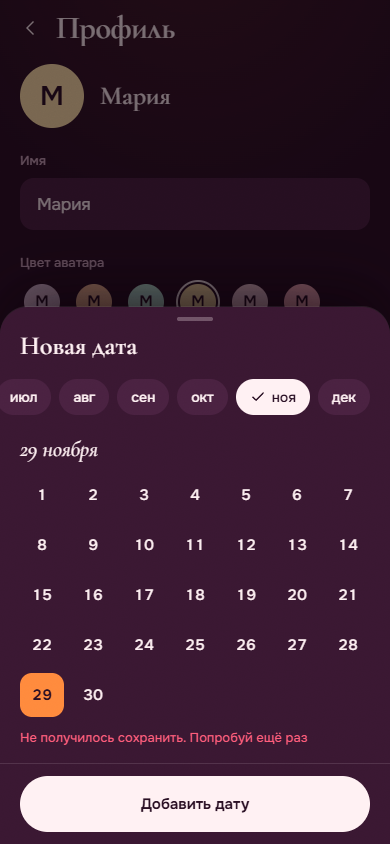 Профиль
М
Мария
Имя
Мария
Цвет аватара
М М М М М М
Новая дата
июл авг сен окт ноя дек
29 ноября
1 2 3 4 5 6 7
8 9 10 11 12 13 14
15 16 17 18 19 20 21
22 23 24 25 26 27 28
29 30
Не получилось сохранить. Попробуй ещё раз
Добавить дату